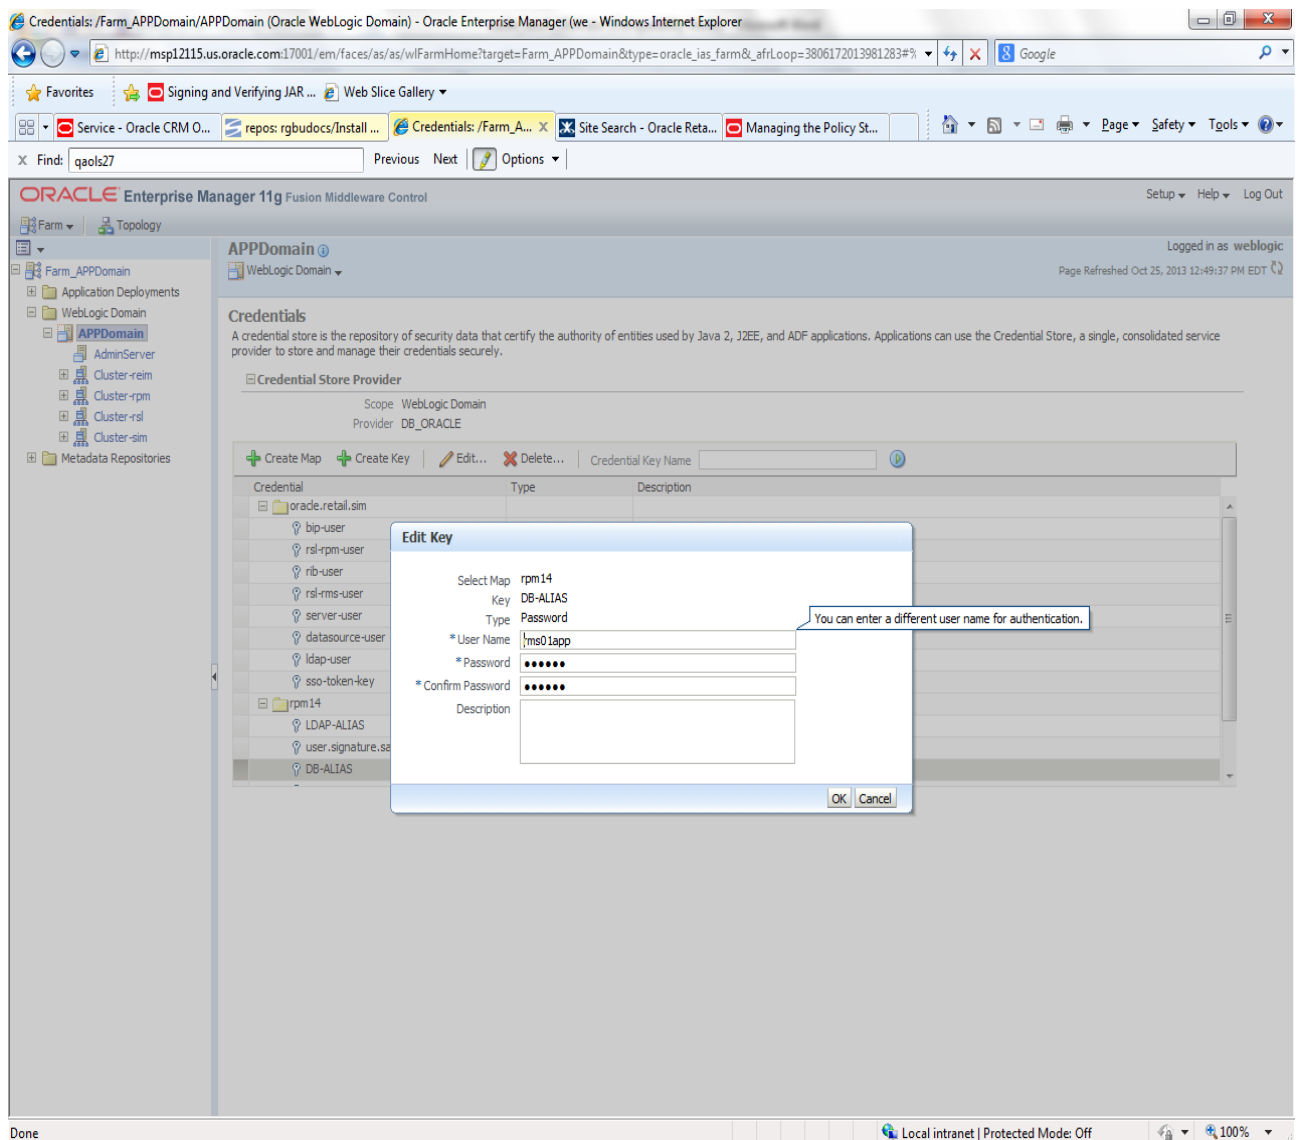 Credentials: /Farm_APPDomain/APPDomain (Oracle WebLogic Domain) - Oracle Enterprise Manager (we - Windows Internet Explorer
http://msp12115.us.oracle.com:17001/em/faces/as/as/wlFarmHome?target=Farm_APPDomain&type=oracle_ias_farm&_afrLoop=3806172013981283#%
Google
Favorites Signing and Verifying JAR ... Web Slice Gallery
Service - Oracle CRM O... repos: rgbudocs/Install ... Credentials: /Farm_A... X Site Search - Oracle Reta... Managing the Policy St... Page Safety Tools
X Find: qaols27 Previous Next Options
ORACLE Enterprise Manager 11g Fusion Middleware Control Setup Help Log Out
Farm Topology
APPDomain Logged in as weblogic
WebLogic Domain Page Refreshed Oct 25, 2013 12:49:37 PM EDT
Farm_APPDomain
Application Deployments
WebLogic Domain
APPDomain
AdminServer
Cluster-reim
Cluster-rpm
Cluster-rsl
Cluster-sim
Metadata Repositories
Credentials
A credential store is the repository of security data that certify the authority of entities used by Java 2, J2EE, and ADF applications. Applications can use the Credential Store, a single, consolidated service
provider to store and manage their credentials securely.
Credential Store Provider
Scope WebLogic Domain
Provider DB_ORACLE
Create Map Create Key Edit... Delete... Credential Key Name
Credential Type Description
oracle.retail.sim
bip-user
rsl-rpm-user
rib-user
rsl-rms-user
server-user
datasource-user
ldap-user
sso-token-key
rpm14
LDAP-ALIAS
user.signature.sa
DB-ALIAS
Edit Key
Select Map rpm14
Key DB-ALIAS
Type Password
You can enter a different user name for authentication.
* User Name rms01app
* Password ••••••
* Confirm Password ••••••
Description
OK Cancel
Done Local intranet | Protected Mode: Off 100%